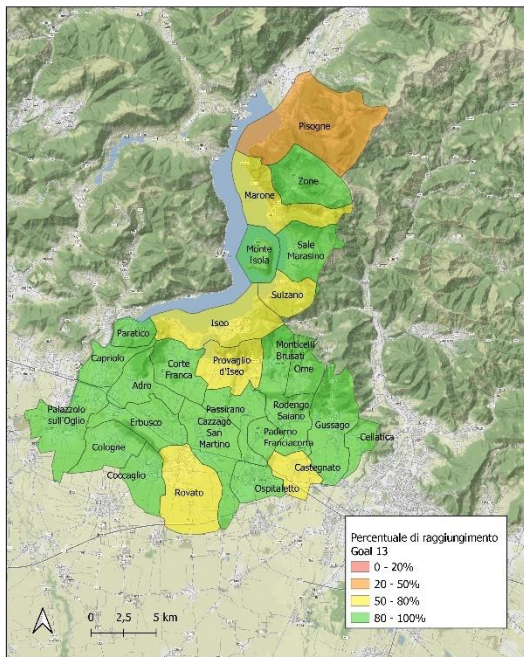 Pisogne
Zone
Marone
Monte
Isola
Sale
Marasino
Sulzano
Iseo
Paratico
Monticelli
Brusati
Provaglio
d'Iseo
Ome
Capriolo
Corte
Franca
Adro
Passirano
Rodengo
Saiano
Palazzolo
sull'Oglio
Erbusco
Cazzago
San
Martino
Paderno
Franciacorta
Gussago
Cellatica
Cologne
Coccaglio
Rovato
Ospitaletto
Castegnato
Percentuale di raggiungimento
Goal 13
0 - 20%
20 - 50%
50 - 80%
80 - 100%
0 2,5 5 km